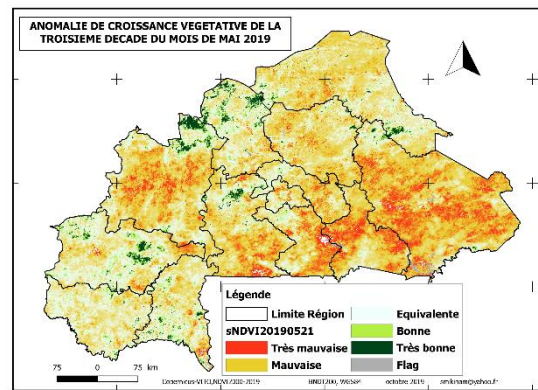 ANOMALIE DE CROISSANCE VEGETATIVE DE LA
TROISIEME DECADE DU MOIS DE MAI 2019
Légende
Limite Région
Equivalente
sNDVI20190521
Bonne
Très mauvaise
Très bonne
Mauvaise
Flag
75 0 75 km
octobre 2019